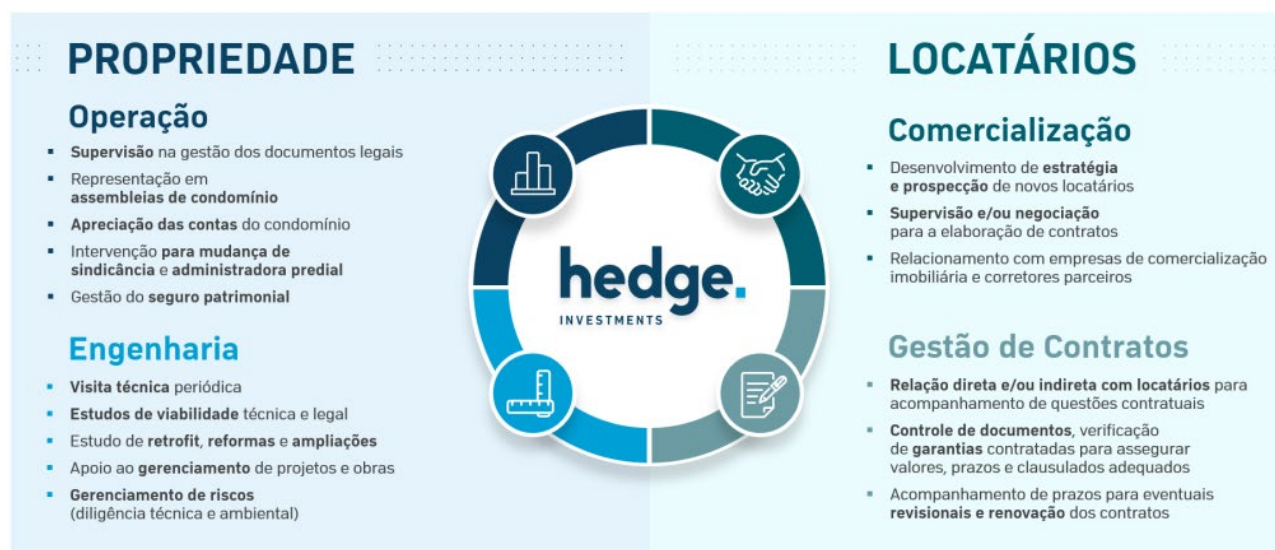 PROPRIEDADE
Operação
▪ Supervisão na gestão dos documentos legais
▪ Representação em
assembleias de condomínio
▪ Apreciação das contas do condomínio
▪ Intervenção para mudança de
sindicância e administradora predial
▪ Gestão do seguro patrimonial
Engenharia
▪ Visita técnica periódica
▪ Estudos de viabilidade técnica e legal
▪ Estudo de retrofit, reformas e ampliações
▪ Apoio ao gerenciamento de projetos e obras
▪ Gerenciamento de riscos
(diligência técnica e ambiental)
hedge.
INVESTMENTS
LOCATÁRIOS
Comercialização
▪ Desenvolvimento de estratégia
e prospecção de novos locatários
▪ Supervisão e/ou negociação
para a elaboração de contratos
▪ Relacionamento com empresas de comercialização
imobiliária e corretores parceiros
Gestão de Contratos
▪ Relação direta e/ou indireta com locatários para
acompanhamento de questões contratuais
▪ Controle de documentos, verificação
de garantias contratadas para assegurar
valores, prazos e clausulados adequados
▪ Acompanhamento de prazos para eventuais
revisionais e renovação dos contratos